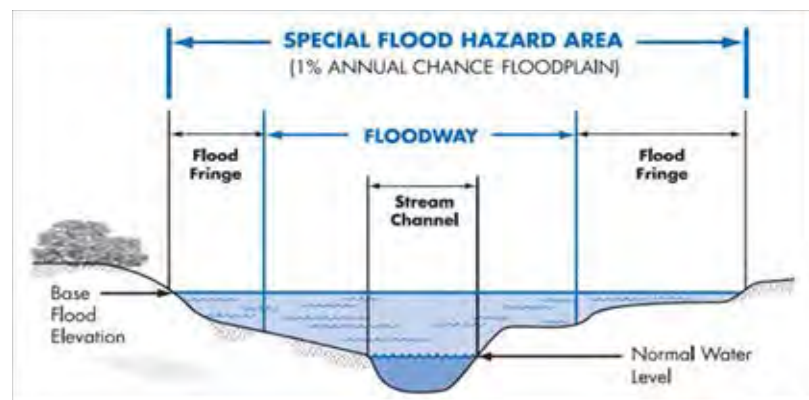 SPECIAL FLOOD HAZARD AREA
(1% ANNUAL CHANCE FLOODPLAIN)
FLOODWAY
Flood
Fringe
Flood
Fringe
Stream
Channel
Base
Flood
Elevation
Normal Water
Level